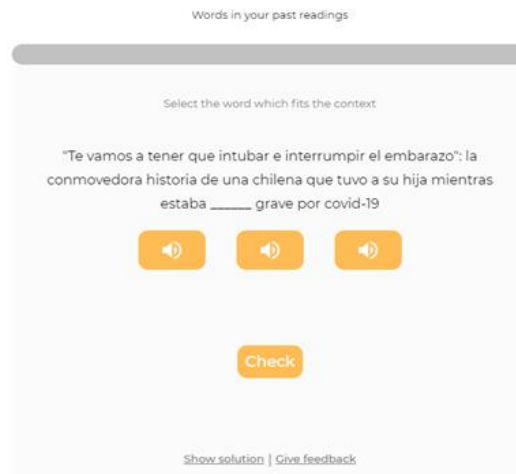 Words in your past readings
Select the word which fits the context
"Te vamos a tener que intubar e interrumpir el embarazo": la
conmovedora historia de una chilena que tuvo a su hija mientras
estaba ______ grave por covid-19
Check
Show solution | Give feedback